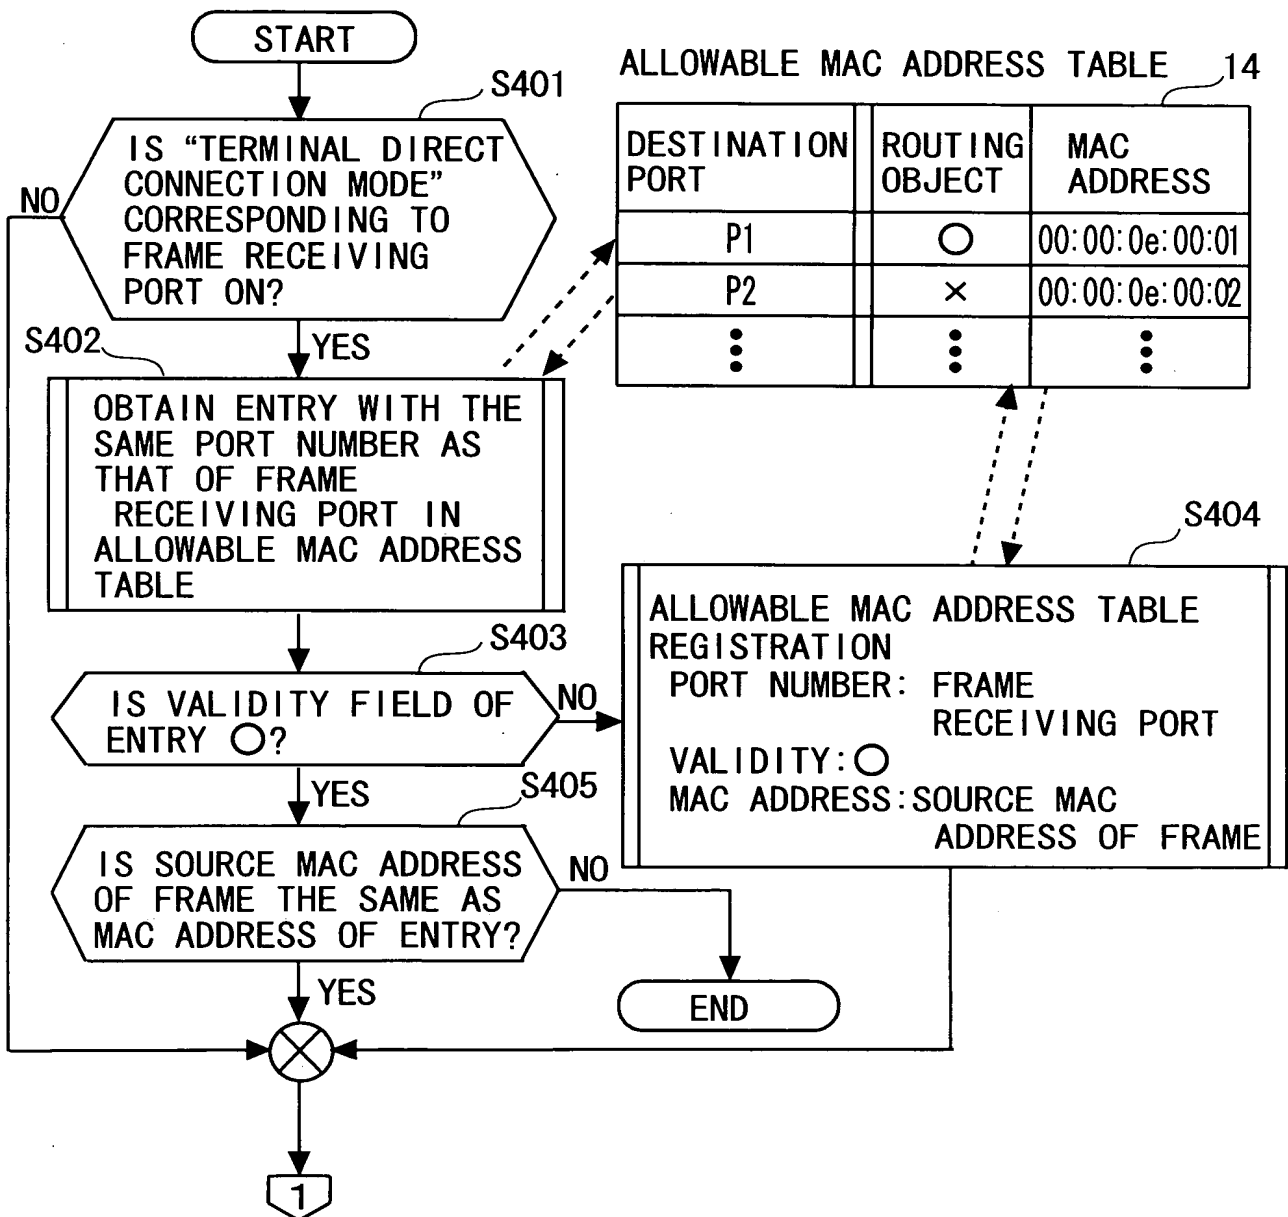 START
S401
IS “TERMINAL DIRECT
CONNECTION MODE”
CORRESPONDING TO
FRAME RECEIVING
PORT ON?
NO
YES
ALLOWABLE MAC ADDRESS TABLE
14
DESTINATION
PORT
ROUTING
OBJECT
MAC
ADDRESS
P1 ○ 00:00:0e:00:01
P2 × 00:00:0e:00:02
S402
OBTAIN ENTRY WITH THE
SAME PORT NUMBER AS
THAT OF FRAME
RECEIVING PORT IN
ALLOWABLE MAC ADDRESS
TABLE
S403
IS VALIDITY FIELD OF
ENTRY ○?
NO
YES
S404
ALLOWABLE MAC ADDRESS TABLE
REGISTRATION
PORT NUMBER: FRAME
RECEIVING PORT
VALIDITY:○
MAC ADDRESS:SOURCE MAC
ADDRESS OF FRAME
S405
IS SOURCE MAC ADDRESS
OF FRAME THE SAME AS
MAC ADDRESS OF ENTRY?
NO
YES
END
1